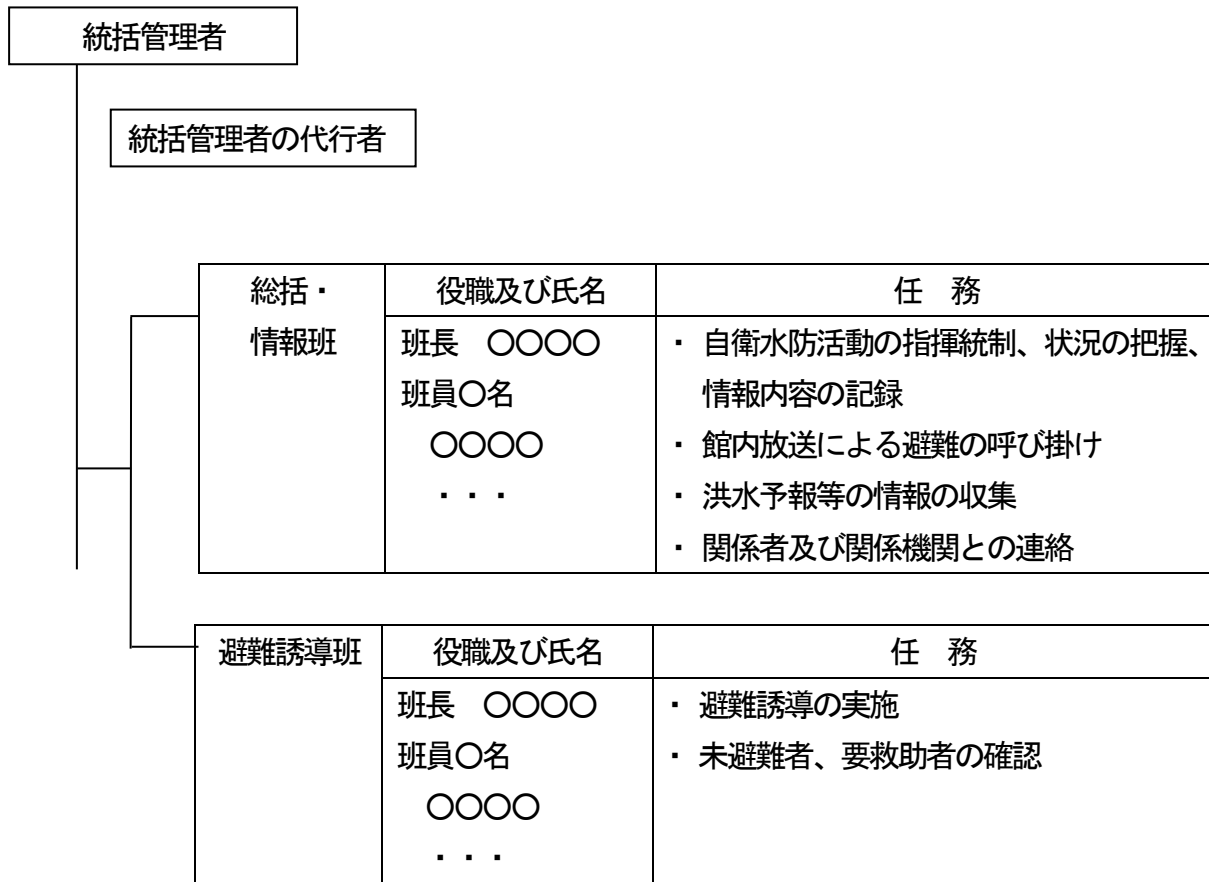 統括管理者
統括管理者の代行者
総括・
情報班
役職及び氏名
任　務
班長　〇〇〇〇
班員〇名
〇〇〇〇
・・・
・ 自衛水防活動の指揮統制、状況の把握、
情報内容の記録
・ 館内放送による避難の呼び掛け
・ 洪水予報等の情報の収集
・ 関係者及び関係機関との連絡
避難誘導班
役職及び氏名
任　務
班長　〇〇〇〇
班員〇名
〇〇〇〇
・・・
・ 避難誘導の実施
・ 未避難者、要救助者の確認